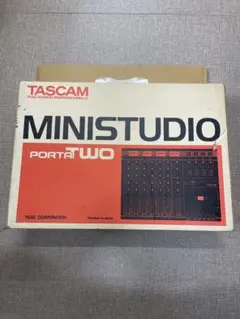 TASCAM
MINISTUDIO
PORTA TWO
TEAC CORPORATION